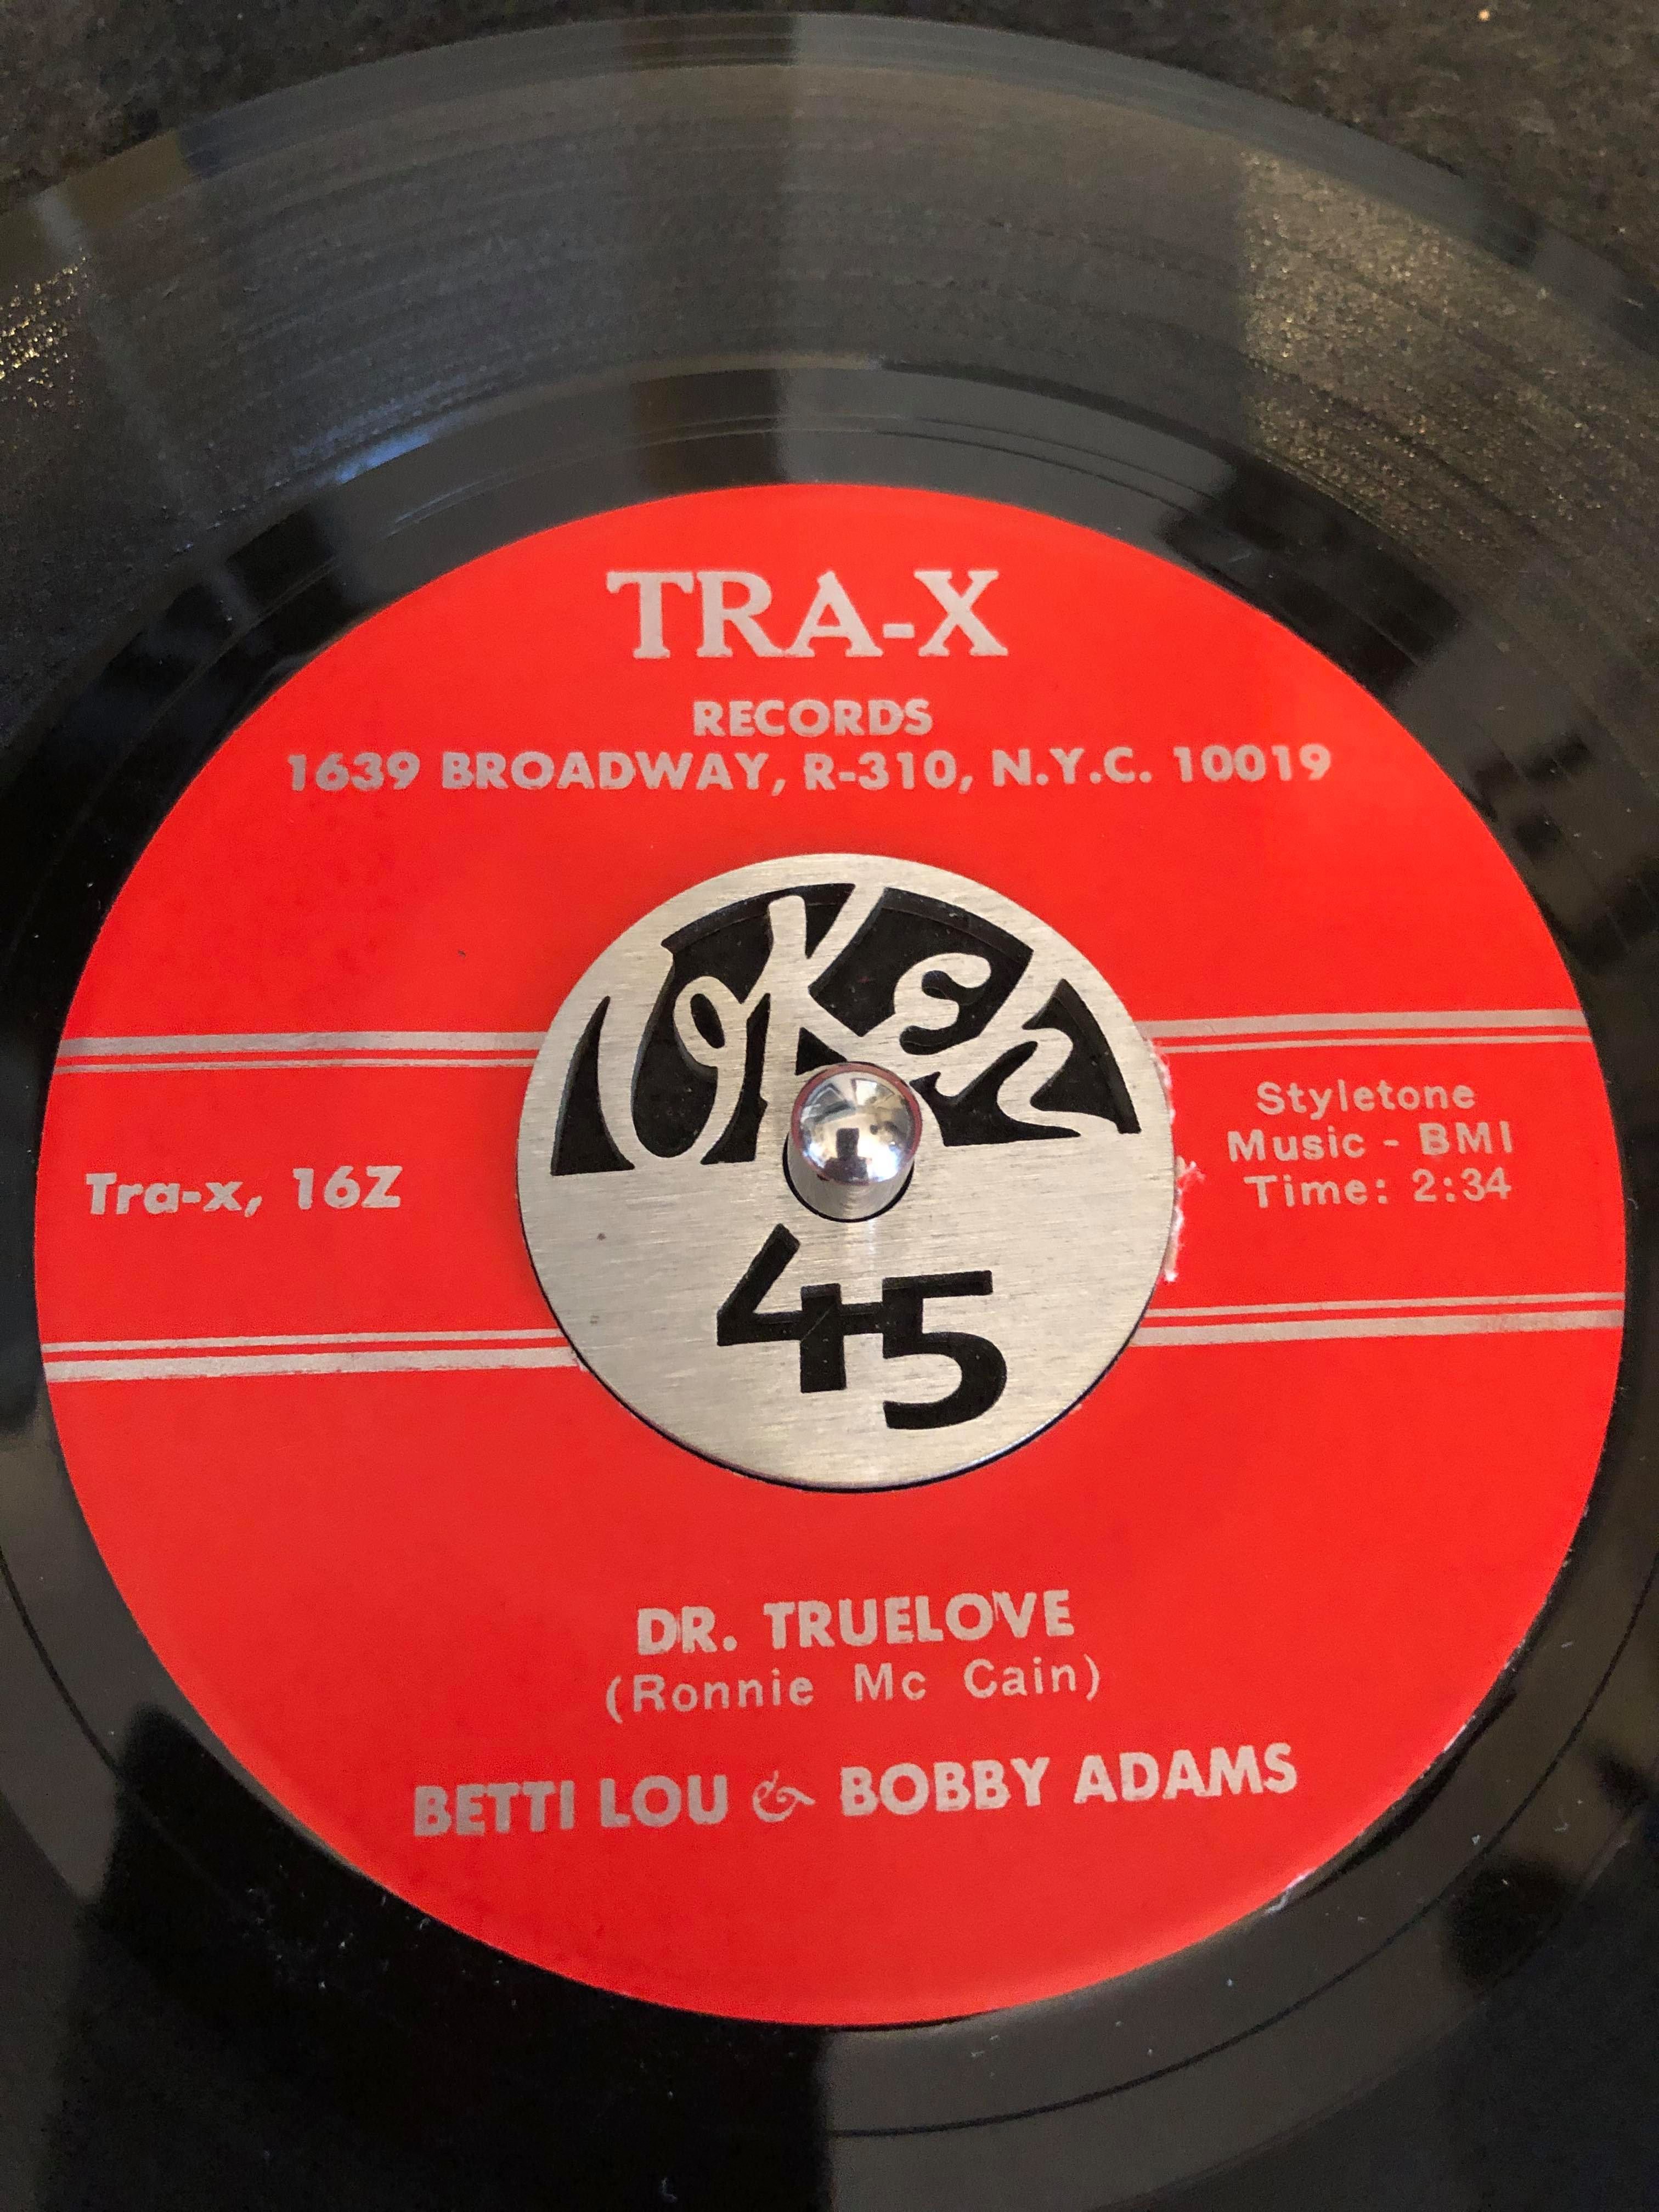 TRA-X
RECORDS
1639 BROADWAY, R-310, N.Y.C. 10019
OKeh
45
Tra-x, 16Z
Styletone
Music - BMI
Time: 2:34
DR. TRUELOVE
(Ronnie Mc Cain)
BETTI LOU & BOBBY ADAMS